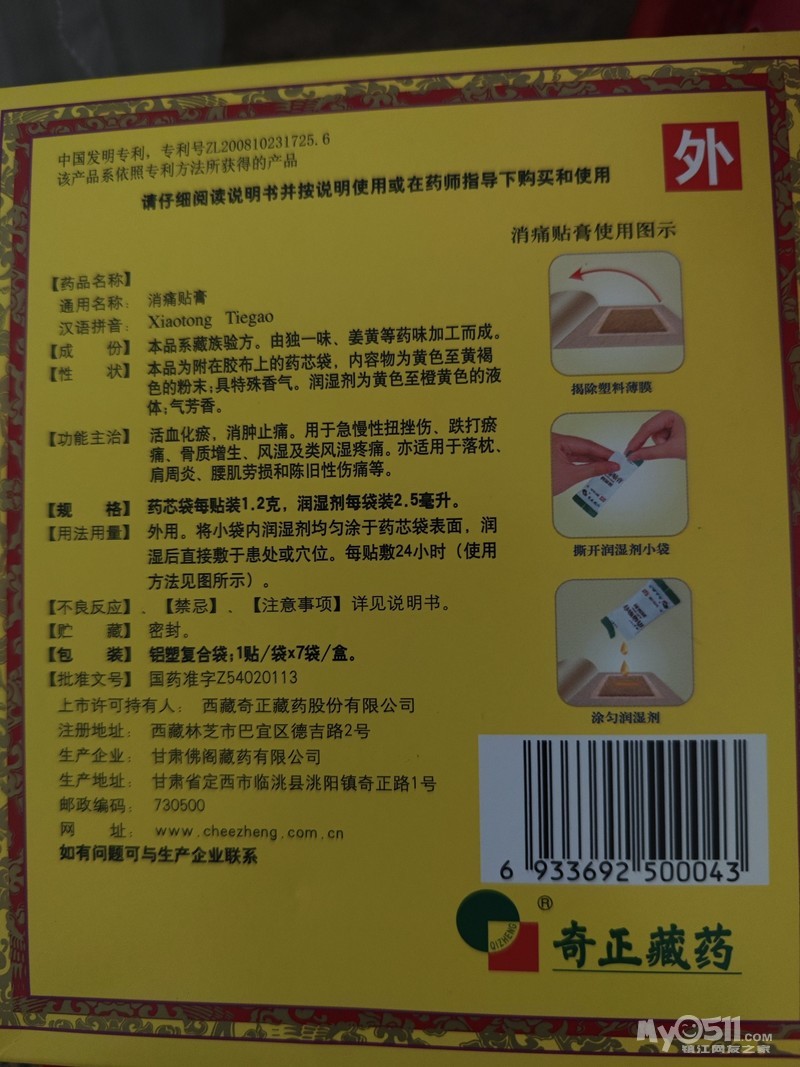 中国发明专利，专利号ZL200810231725.6
该产品系依照专利方法所获得的产品
外
请仔细阅读说明书并按说明使用或在药师指导下购买和使用
消痛贴膏使用图示
【药品名称】
通用名称：消痛贴膏
汉语拼音：Xiaotong Tiegao
【成 份】本品系藏族验方。由独一味、姜黄等药味加工而成。
【性 状】本品为附在胶布上的药芯袋，内容物为黄色至黄褐
色的粉末；具特殊香气。润湿剂为黄色至橙黄色的液
体；气芳香。
【功能主治】活血化瘀，消肿止痛。用于急慢性扭挫伤、跌打瘀
痛、骨质增生、风湿及类风湿疼痛。亦适用于落枕、
肩周炎、腰肌劳损和陈旧性伤痛等。
【规 格】药芯袋每贴装1.2克，润湿剂每袋装2.5毫升。
【用法用量】外用。将小袋内润湿剂均匀涂于药芯袋表面，润
湿后直接敷于患处或穴位。每贴敷24小时（使用
方法见图所示）。
【不良反应】、【禁忌】、【注意事项】详见说明书。
【贮 藏】密封。
【包 装】铝塑复合袋；1贴/袋x7袋/盒。
【批准文号】国药准字Z54020113
上市许可持有人：西藏奇正藏药股份有限公司
注册地址：西藏林芝市巴宜区德吉路2号
生产企业：甘肃佛阁藏药有限公司
生产地址：甘肃省定西市临洮县洮阳镇奇正路1号
邮政编码：730500
网 址：www.cheezheng.com.cn
如有问题可与生产企业联系
揭除塑料薄膜
撕开润湿剂小袋
涂匀润湿剂
6 933692 500043
QIZHENG
®
奇正藏药
My0511.COM
镇江网友之家